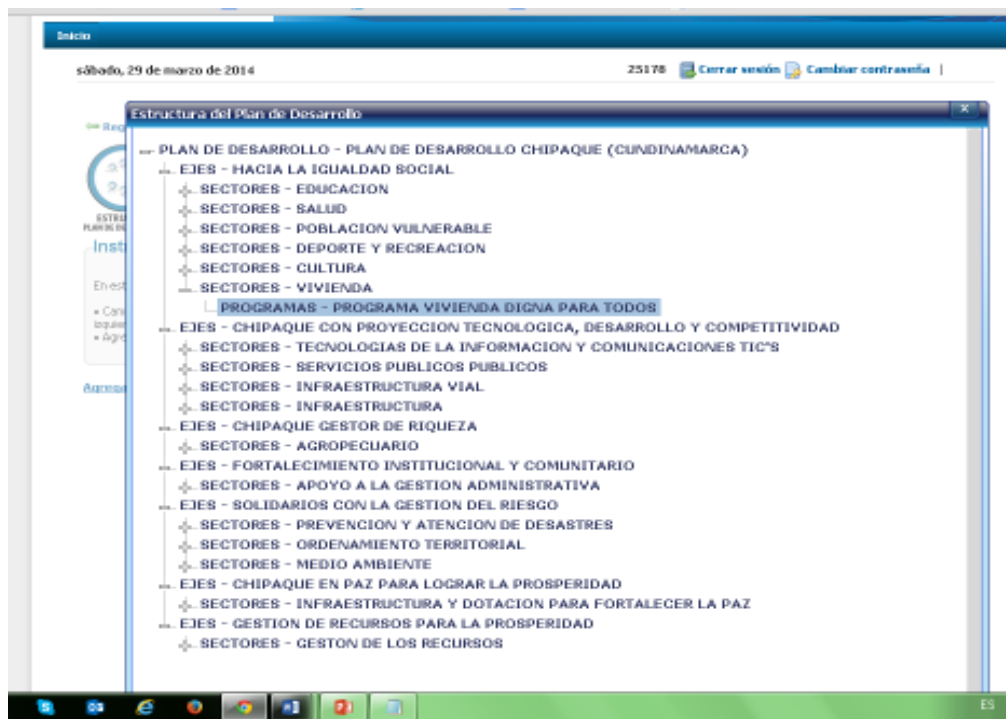 Inicio
sábado, 29 de marzo de 2014
25178 Cerrar sesión Cambiar contraseña |
Estructura del Plan de Desarrollo
PLAN DE DESARROLLO - PLAN DE DESARROLLO CHIPAQUE (CUNDINAMARCA)
EJES - HACIA LA IGUALDAD SOCIAL
SECTORES - EDUCACION
SECTORES - SALUD
SECTORES - POBLACION VULNERABLE
SECTORES - DEPORTE Y RECREACION
SECTORES - CULTURA
SECTORES - VIVIENDA
PROGRAMAS - PROGRAMA VIVIENDA DIGNA PARA TODOS
EJES - CHIPAQUE CON PROYECCION TECNOLOGICA, DESARROLLO Y COMPETITIVIDAD
SECTORES - TECNOLOGIAS DE LA INFORMACION Y COMUNICACIONES TIC"S
SECTORES - SERVICIOS PUBLICOS PUBLICOS
SECTORES - INFRAESTRUCTURA VIAL
SECTORES - INFRAESTRUCTURA
EJES - CHIPAQUE GESTOR DE RIQUEZA
SECTORES - AGROPECUARIO
EJES - FORTALECIMIENTO INSTITUCIONAL Y COMUNITARIO
SECTORES - APOYO A LA GESTION ADMINISTRATIVA
EJES - SOLIDARIOS CON LA GESTION DEL RIESGO
SECTORES - PREVENCION Y ATENCION DE DESASTRES
SECTORES - ORDENAMIENTO TERRITORIAL
SECTORES - MEDIO AMBIENTE
EJES - CHIPAQUE EN PAZ PARA LOGRAR LA PROSPERIDAD
SECTORES - INFRAESTRUCTURA Y DOTACION PARA FORTALECER LA PAZ
EJES - GESTION DE RECURSOS PARA LA PROSPERIDAD
SECTORES - GESTON DE LOS RECURSOS
ES